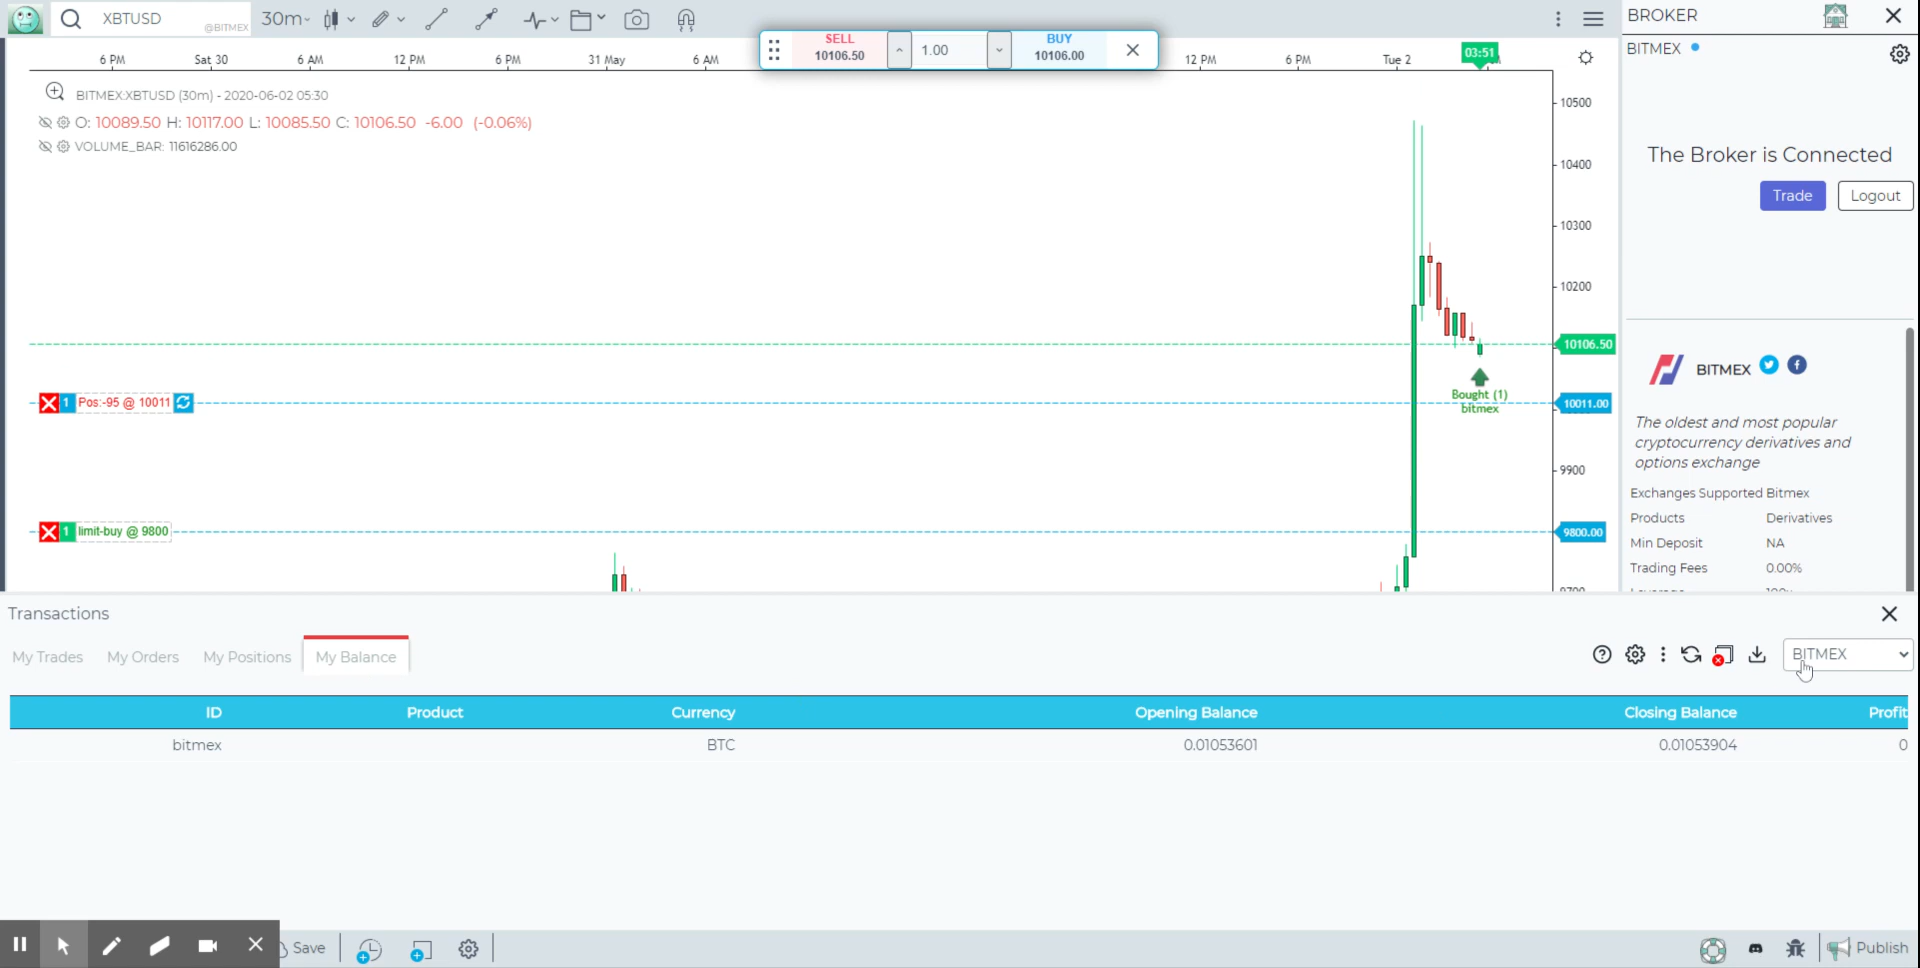 XBTUSD
@BITMEX
30m
BROKER
SELL
10106.50
1.00
BUY
10106.00
BITMEX
6 PM Sat 30 6 AM 12 PM 6 PM 31 May 6 AM 12 PM 6 PM Tue 2 03:51
BITMEX:XBTUSD (30m) - 2020-06-02 05:30
O: 10089.50 H: 10117.00 L: 10085.50 C: 10106.50 -6.00 (-0.06%)
VOLUME_BAR: 11616286.00
10500
10400
10300
10200
10106.50
10011.00
9900
9800.00
1 Pos:-95 @ 10011
Bought (1)
bitmex
1 limit-buy @ 9800
The Broker is Connected
Trade Logout
BITMEX
The oldest and most popular
cryptocurrency derivatives and
options exchange
Exchanges Supported Bitmex
Products Derivatives
Min Deposit NA
Trading Fees 0.00%
Transactions
My Trades My Orders My Positions My Balance
BITMEX
ID Product Currency Opening Balance Closing Balance Profit
bitmex BTC 0.01053601 0.01053904 0
Save
Publish